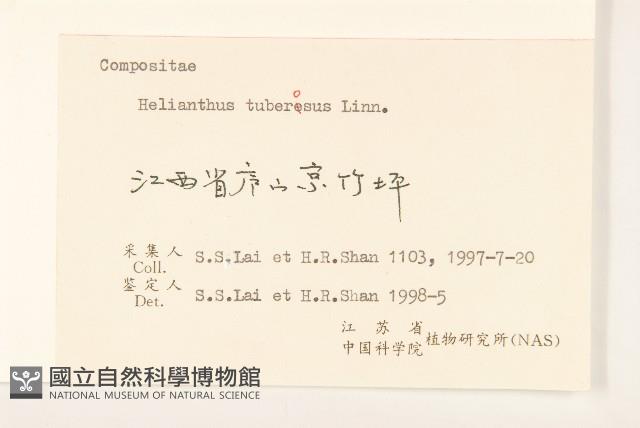 Compositae
o
Helianthus tuberesus Linn.
江西省庐山京竹坪
采集人 Coll. S.S.Lai et H.R.Shan 1103, 1997-7-20
鉴定人 Det. S.S.Lai et H.R.Shan 1998-5
江苏省
中国科学院 植物研究所(NAS)
國立自然科學博物館
NATIONAL MUSEUM OF NATURAL SCIENCE